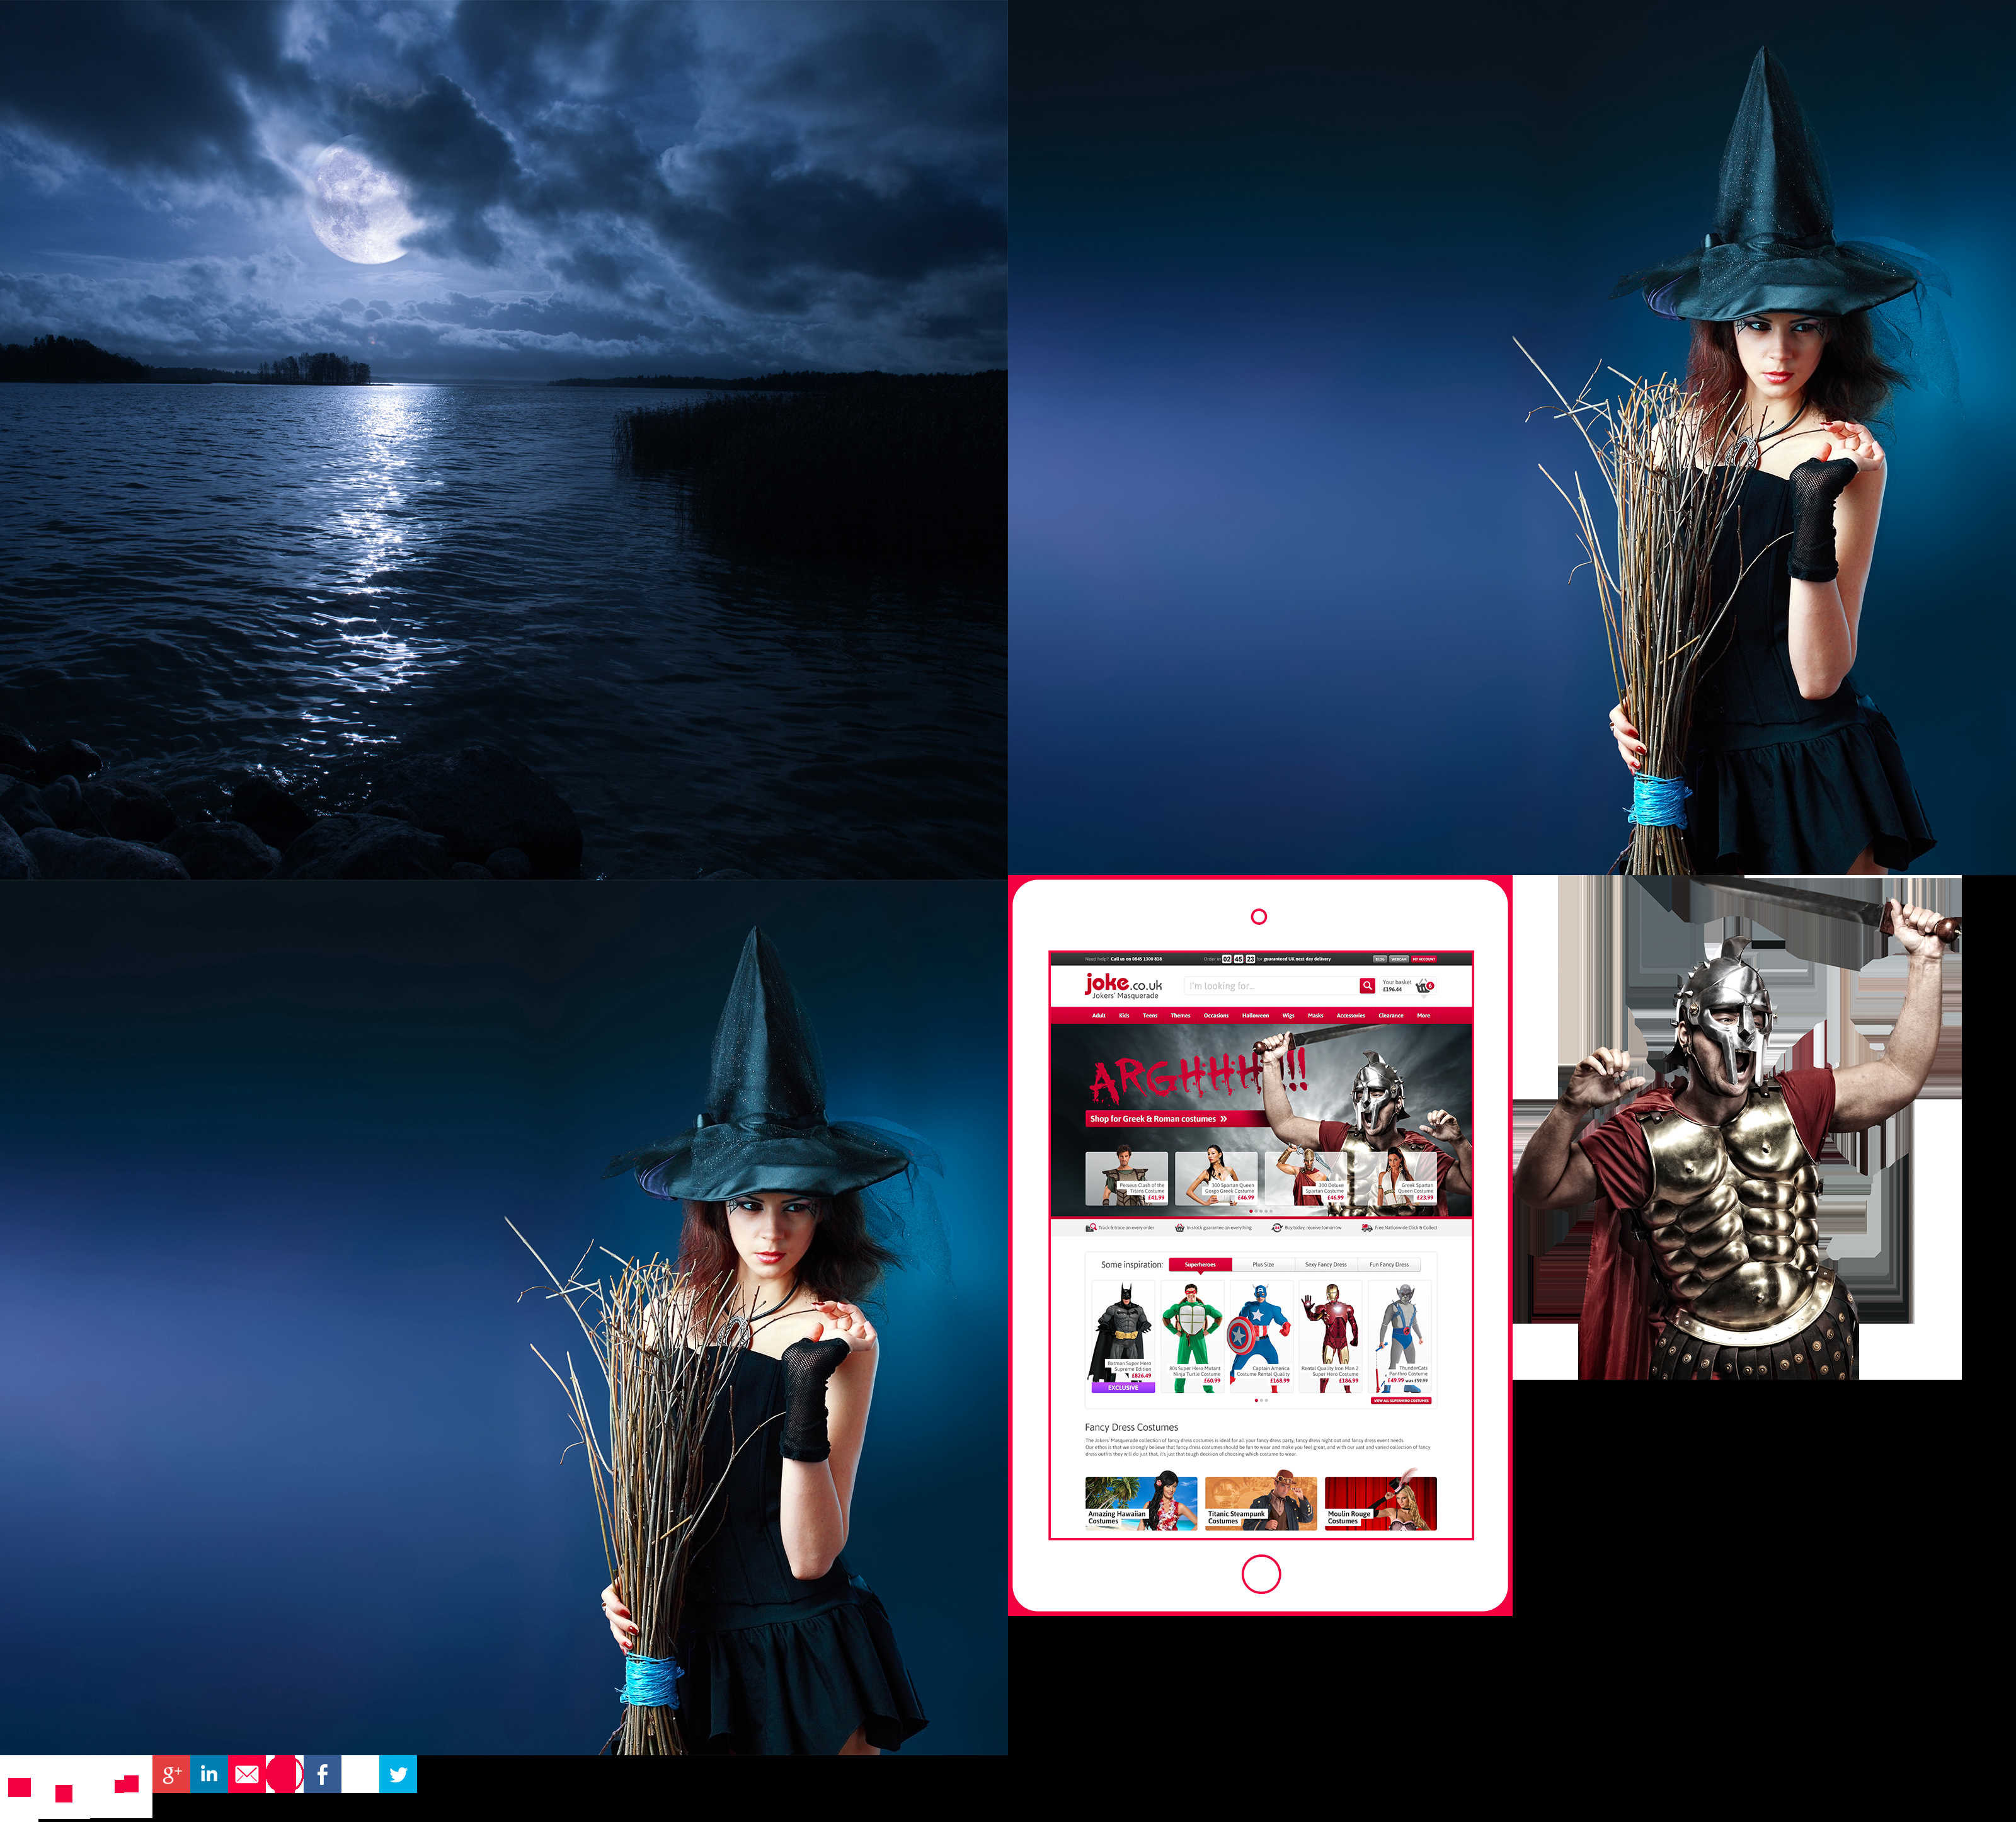 Need help? Call us on 0845 1300 818
Order in 02 45 23 for guaranteed UK next day delivery
BLOG WEBCAM MY ACCOUNT
joke.co.uk
Jokers' Masquerade
I'm looking for...
Your basket
£196.44
6
Adult Kids Teens Themes Occasions Halloween Wigs Masks Accessories Clearance More
ARGHHH!!!
Shop for Greek & Roman costumes »
Perseus Clash of the
Titans Costume
£41.99
300 Spartan Queen
Gorgo Greek Costume
£46.99
300 Deluxe
Spartan Costume
£46.99
Greek Spartan
Queen Costume
£23.99
Track & trace on every order
In-stock guarantee on everything
Buy today, receive tomorrow
Free Nationwide Click & Collect
Some inspiration:
Superheroes
Plus Size
Sexy Fancy Dress
Fun Fancy Dress
Batman Super Hero
Supreme Edition
£826.49
EXCLUSIVE
80s Super Hero Mutant
Ninja Turtle Costume
£60.99
Captain America
Costume Rental Quality
£168.99
Rental Quality Iron Man 2
Super Hero Costume
£186.99
ThunderCats
Panthro Costume
£49.99 was £59.99
VIEW ALL SUPERHERO COSTUMES
Fancy Dress Costumes
The Jokers' Masquerade collection of fancy dress costumes is ideal for all your fancy dress party, fancy dress night out and fancy dress event needs.
Our ethos is that we strongly believe that fancy dress costumes should be fun to wear and make you feel great, and with our vast and varied collection of fancy
dress outfits they will do just that, it's just that tough decision of choosing which costume to wear.
Amazing Hawaiian
Costumes
Titanic Steampunk
Costumes
Moulin Rouge
Costumes
g+ in f